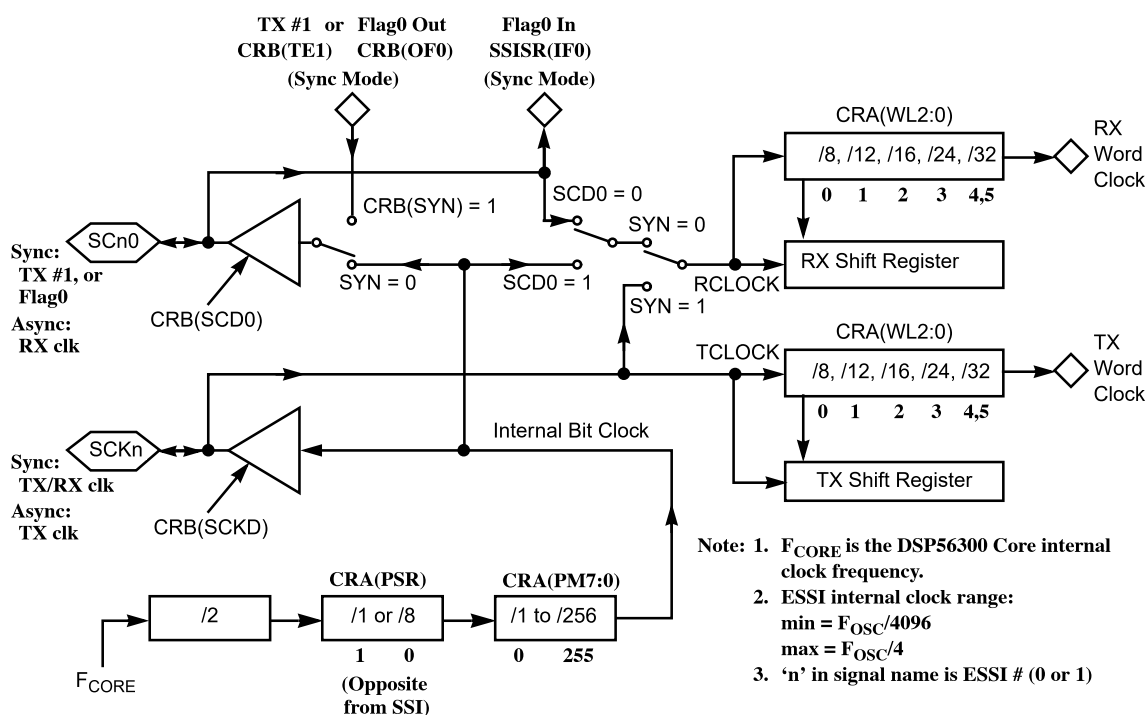 TX #1 or Flag0 Out
CRB(TE1) CRB(OF0)
(Sync Mode)
Flag0 In
SSISR(IF0)
(Sync Mode)
CRA(WL2:0)
/8, /12, /16, /24, /32
0 1 2 3 4,5
RX
Word
Clock
SCD0 = 0
CRB(SYN) = 1
SYN = 0
SCn0
Sync:
TX #1, or
Flag0
Async:
RX clk
CRB(SCD0)
SYN = 0
SCD0 = 1
RCLOCK
RX Shift Register
SYN = 1
CRA(WL2:0)
TCLOCK
/8, /12, /16, /24, /32
0 1 2 3 4,5
TX
Word
Clock
Internal Bit Clock
SCKn
Sync:
TX/RX clk
Async:
TX clk
CRB(SCKD)
TX Shift Register
CRA(PSR)
CRA(PM7:0)
/2
/1 or /8
/1 to /256
1 0
0 255
(Opposite
from SSI)
FCORE
Note: 1. FCORE is the DSP56300 Core internal
clock frequency.
2. ESSI internal clock range:
min = FOSC/4096
max = FOSC/4
3. ‘n’ in signal name is ESSI # (0 or 1)